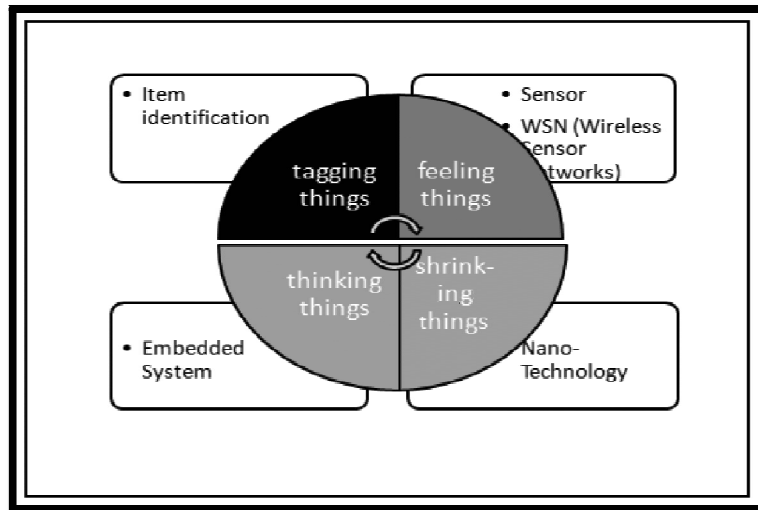 • Item
identification
• Sensor
• WSN (Wireless
Sensor
Networks)
tagging
things
feeling
things
thinking
things
shrink-
ing
things
• Embedded
System
Nano-
Technology